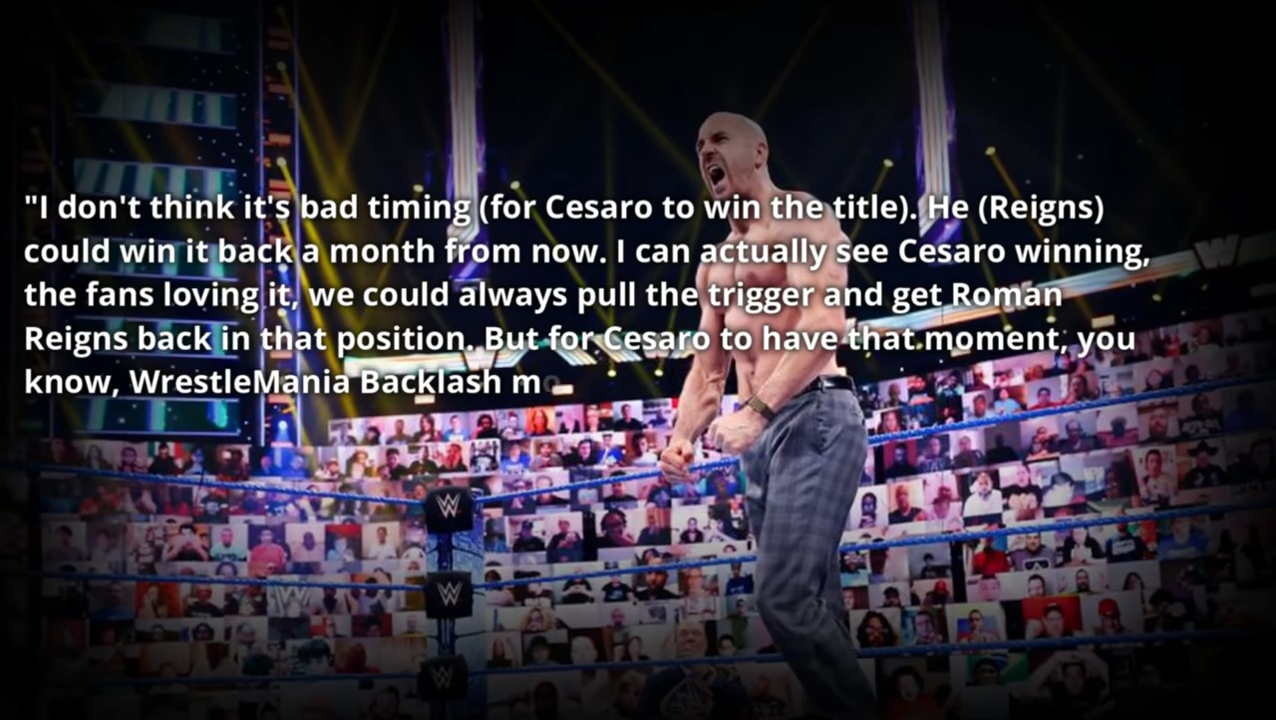 "I don't think it's bad timing (for Cesaro to win the title). He (Reigns)
could win it back a month from now. I can actually see Cesaro winning,
the fans loving it, we could always pull the trigger and get Roman
Reigns back in that position. But for Cesaro to have that moment, you
know, WrestleMania Backlash m